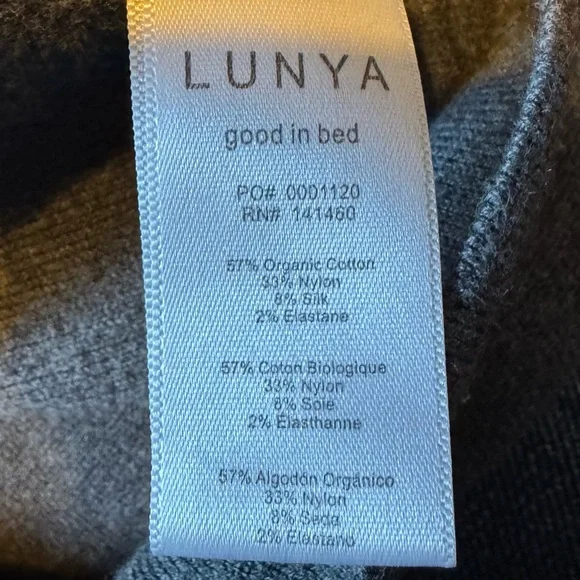 LUNYA
good in bed
PO# 0001120
RN# 141460
57% Organic Cotton
33% Nylon
8% Silk
2% Elastane
57% Coton Biologique
33% Nylon
8% Soie
2% Élasthanne
57% Algodón Orgánico
33% Nylon
8% Seda
2% Elastano